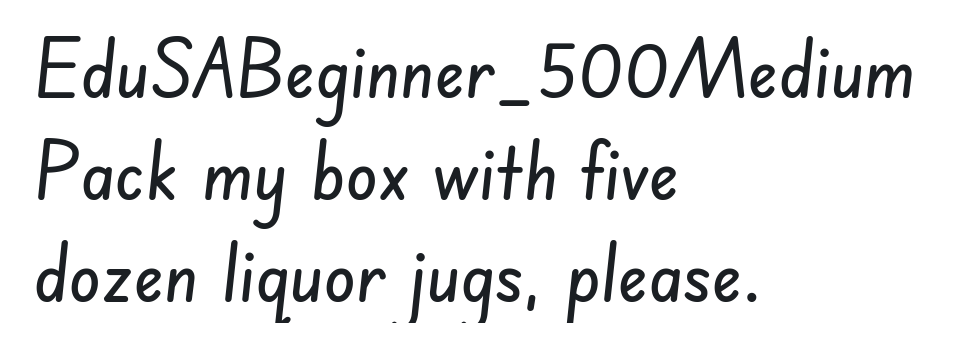 EduSABeginner_500Medium
Pack my box with five
dozen liquor jugs, please.